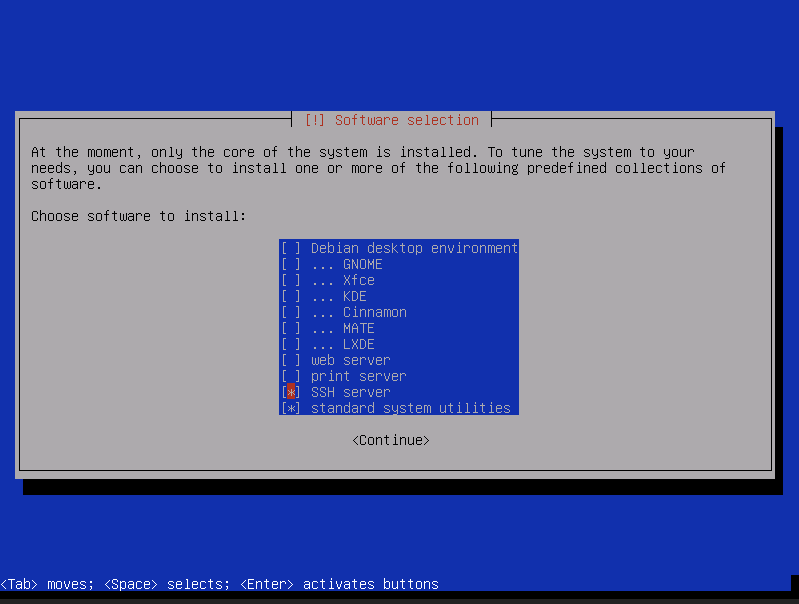 [!] Software selection
At the moment, only the core of the system is installed. To tune the system to your
needs, you can choose to install one or more of the following predefined collections of
software.
Choose software to install:
[ ] Debian desktop environment
[ ] ... GNOME
[ ] ... Xfce
[ ] ... KDE
[ ] ... Cinnamon
[ ] ... MATE
[ ] ... LXDE
[ ] web server
[ ] print server
[*] SSH server
[*] standard system utilities
<Continue>
<Tab> moves; <Space> selects; <Enter> activates buttons